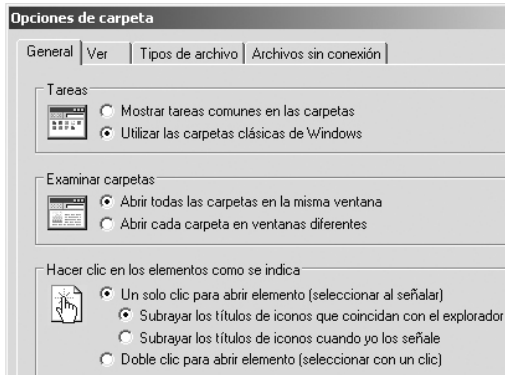 Opciones de carpeta
General Ver Tipos de archivo Archivos sin conexión
Tareas
Mostrar tareas comunes en las carpetas
Utilizar las carpetas clásicas de Windows
Examinar carpetas
Abrir todas las carpetas en la misma ventana
Abrir cada carpeta en ventanas diferentes
Hacer clic en los elementos como se indica
Un solo clic para abrir elemento (seleccionar al señalar)
Subrayar los títulos de iconos que coincidan con el explorador
Subrayar los títulos de iconos cuando yo los señale
Doble clic para abrir elemento (seleccionar con un clic)